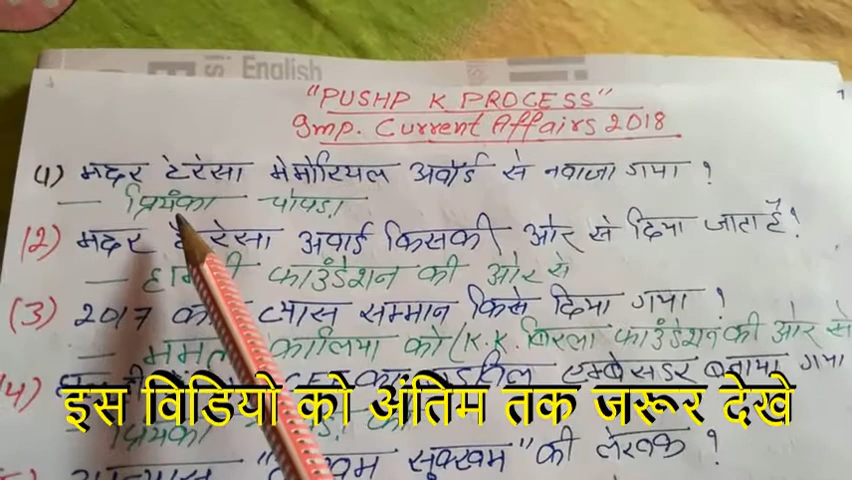 English
"PUSHP K PROCESS"
Imp. Current Affairs 2018
(1) मदर टेरेसा मेमोरियल अवॉर्ड से नवाजा गया ?
— प्रियंका चोपड़ा
(2) मदर टेरेसा अवार्ड किसकी ओर से दिया जाता है?
— फाउंडेशन की ओर से
(3) 2017 का व्यास सम्मान किसे दिया गया ?
— ममता कालिया को (K.K. बिरला फाउंडेशन की ओर से
(4) एम्बेसडर बनाया गया
इस विडियो को अंतिम तक जरूर देखे
प्रियंका
उपन्यास सुक्खम" की लेखक ?